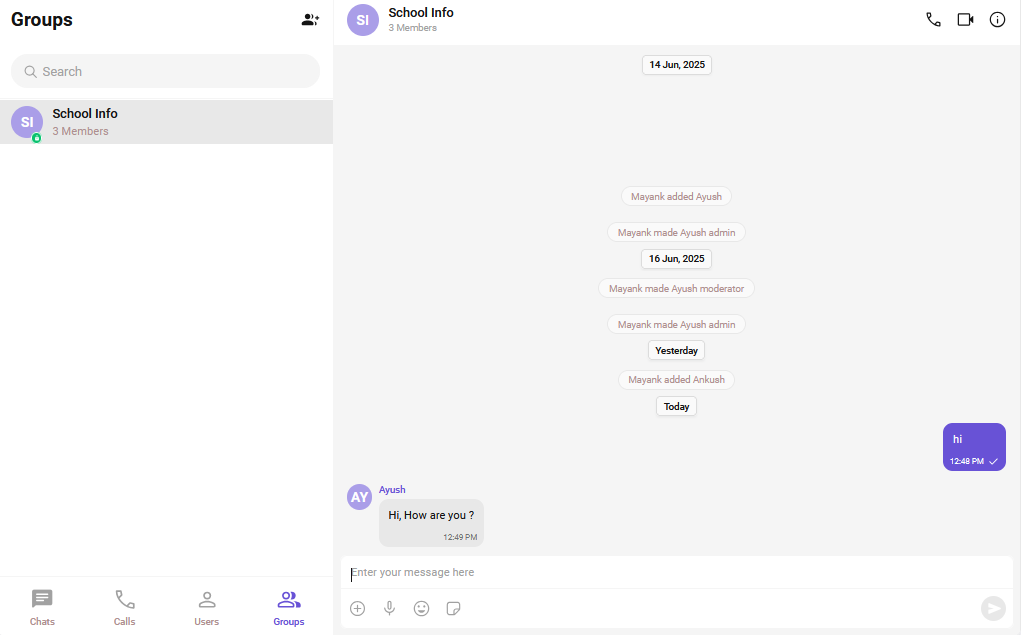 Groups
Search
SI
School Info
3 Members
Chats
Calls
Users
Groups
SI
School Info
3 Members
14 Jun, 2025
Mayank added Ayush
Mayank made Ayush admin
16 Jun, 2025
Mayank made Ayush moderator
Mayank made Ayush admin
Yesterday
Mayank added Ankush
Today
hi
12:48 PM
AY
Ayush
Hi, How are you ?
12:49 PM
Enter your message here